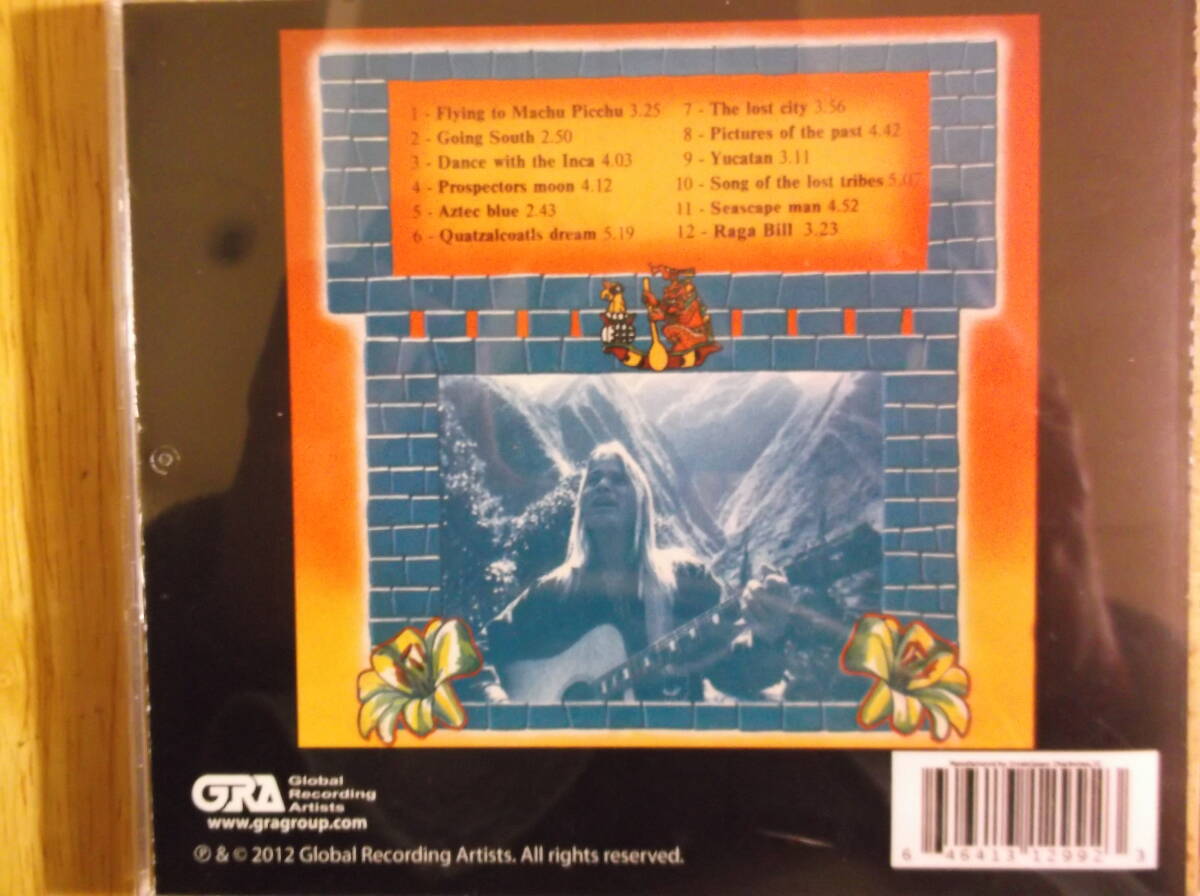 1 - Flying to Machu Picchu 3.25
2 - Going South 2.50
3 - Dance with the Inca 4.03
4 - Prospectors moon 4.12
5 - Aztec blue 2.43
6 - Quatzalcoatls dream 5.19
7 - The lost city 3.56
8 - Pictures of the past 4.42
9 - Yucatan 3.11
10 - Song of the lost tribes 5.07
11 - Seascape man 4.52
12 - Raga Bill 3.23
GRA
Global
Recording
Artists
www.gragroup.com
℗ & © 2012 Global Recording Artists. All rights reserved.
Manufactured by
6 46413 12992 3